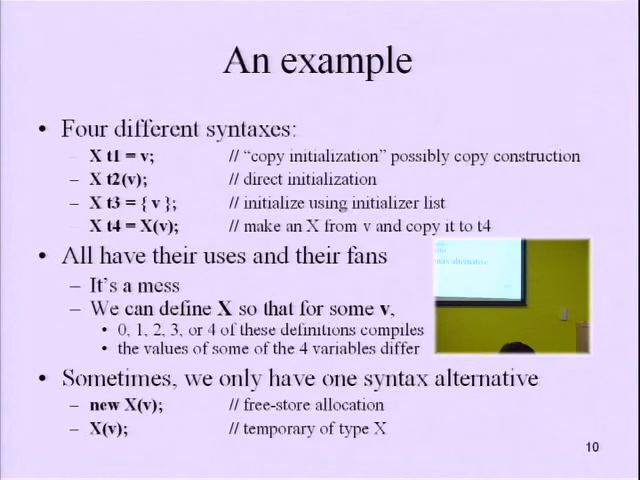 An example
• Four different syntaxes:
– X t1 = v; // “copy initialization” possibly copy construction
– X t2(v); // direct initialization
– X t3 = { v }; // initialize using initializer list
X t4 = X(v); // make an X from v and copy it to t4
• All have their uses and their fans
– It’s a mess
– We can define X so that for some v,
• 0, 1, 2, 3, or 4 of these definitions compiles
• the values of some of the 4 variables differ
• Sometimes, we only have one syntax alternative
– new X(v); // free-store allocation
– X(v); // temporary of type X
10